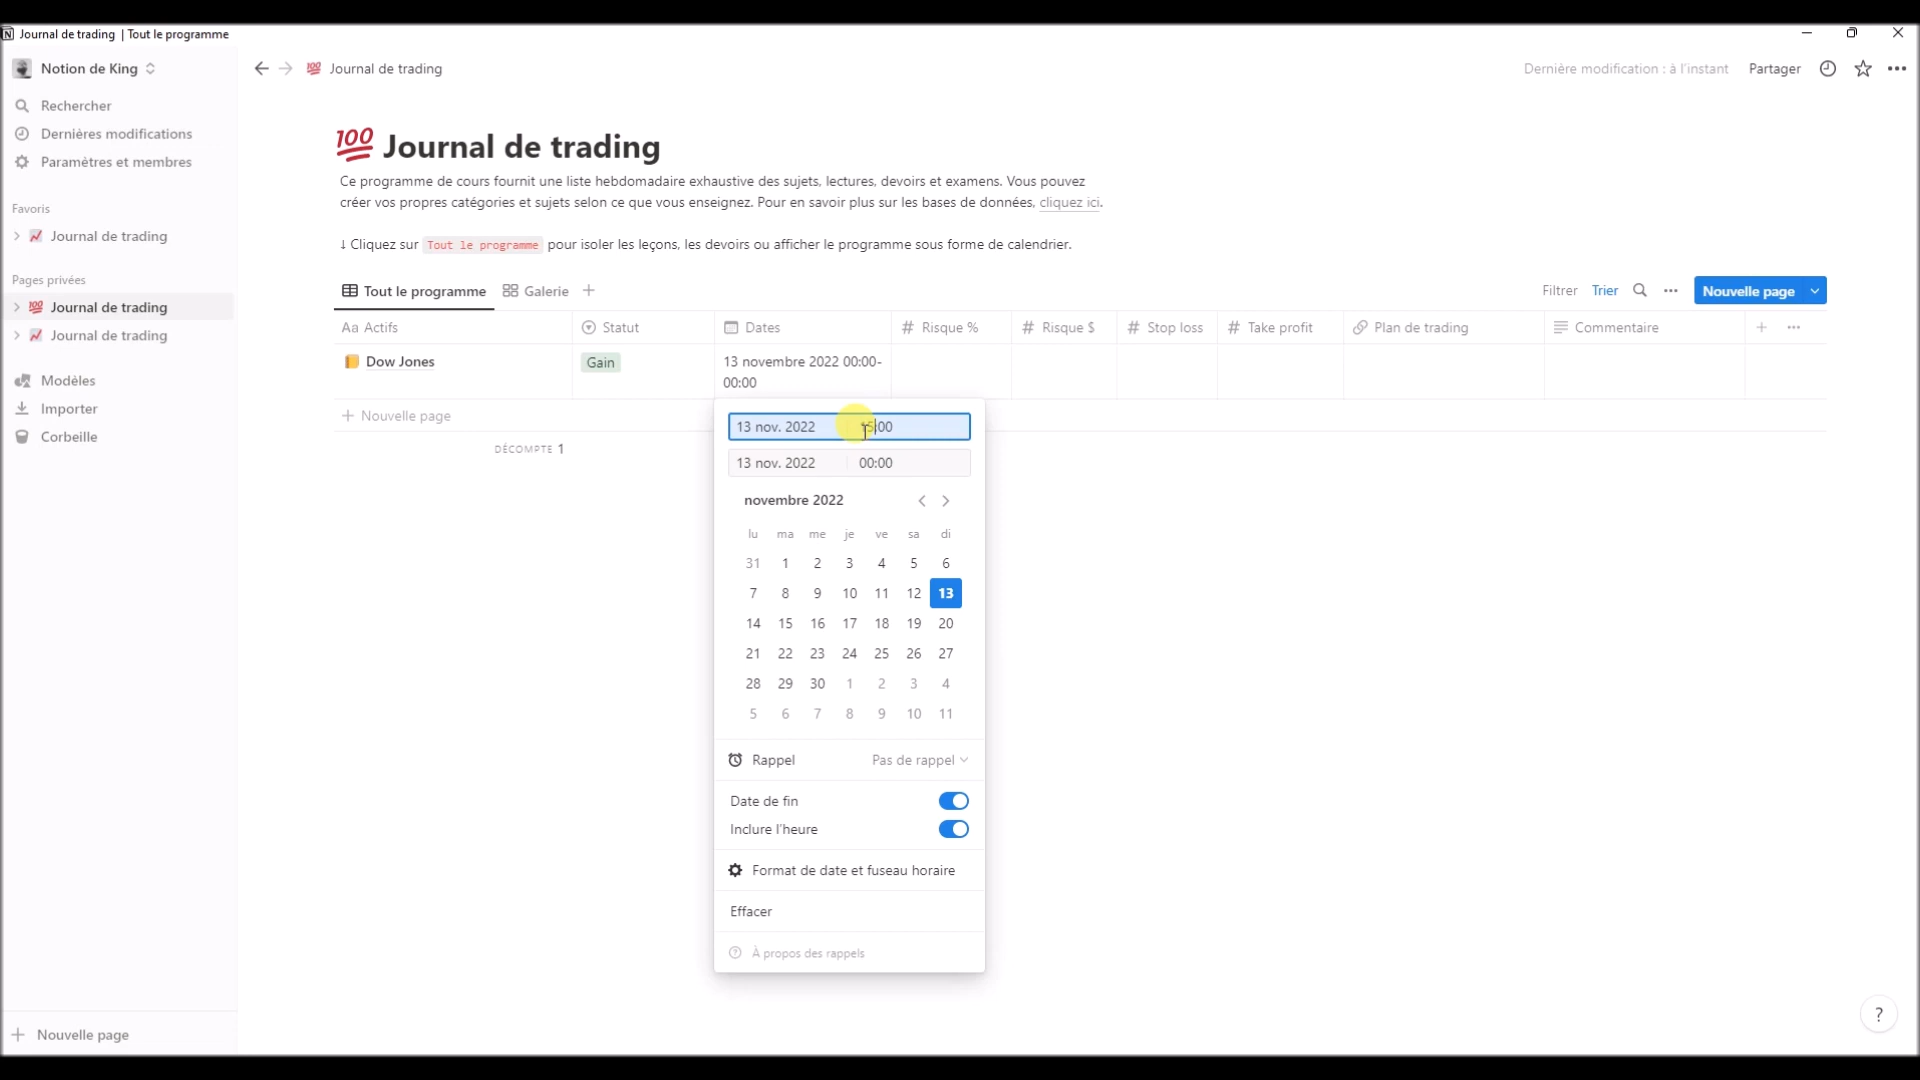 Journal de trading | Tout le programme
Notion de King
Journal de trading
Dernière modification : à l'instant
Partager
Rechercher
Dernières modifications
Paramètres et membres
Favoris
Journal de trading
Pages privées
Journal de trading
Journal de trading
Modèles
Importer
Corbeille
Nouvelle page
💯 Journal de trading
Ce programme de cours fournit une liste hebdomadaire exhaustive des sujets, lectures, devoirs et examens. Vous pouvez
créer vos propres catégories et sujets selon ce que vous enseignez. Pour en savoir plus sur les bases de données, cliquez ici.
↓ Cliquez sur Tout le programme pour isoler les leçons, les devoirs ou afficher le programme sous forme de calendrier.
Tout le programme Galerie +
Filtrer Trier Nouvelle page
Aa Actifs Statut Dates # Risque % # Risque $ # Stop loss # Take profit Plan de trading Commentaire
Dow Jones Gain 13 novembre 2022 00:00-
00:00
+ Nouvelle page
DÉCOMPTE 1
13 nov. 2022 15:00
13 nov. 2022 00:00
novembre 2022
lu ma me je ve sa di
31 1 2 3 4 5 6
7 8 9 10 11 12 13
14 15 16 17 18 19 20
21 22 23 24 25 26 27
28 29 30 1 2 3 4
5 6 7 8 9 10 11
Rappel Pas de rappel
Date de fin
Inclure l'heure
Format de date et fuseau horaire
Effacer
À propos des rappels
?